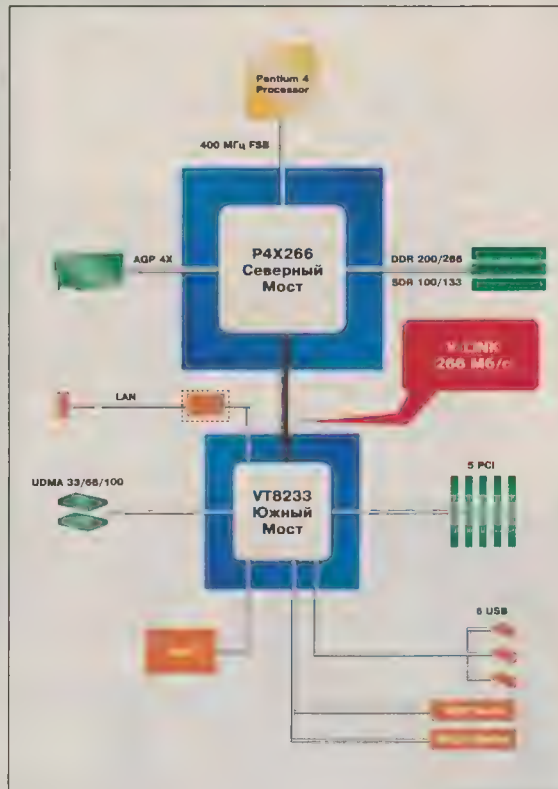 Pentium 4
Processor
400 МГц FSB
P4X266
Северный
Мост
AGP 4X
DDR 200/266
SDR 100/133
V-LINK
266 Мб/с
LAN
UDMA 33/66/100
VT8233
Южный
Мост
5 PCI
6 USB